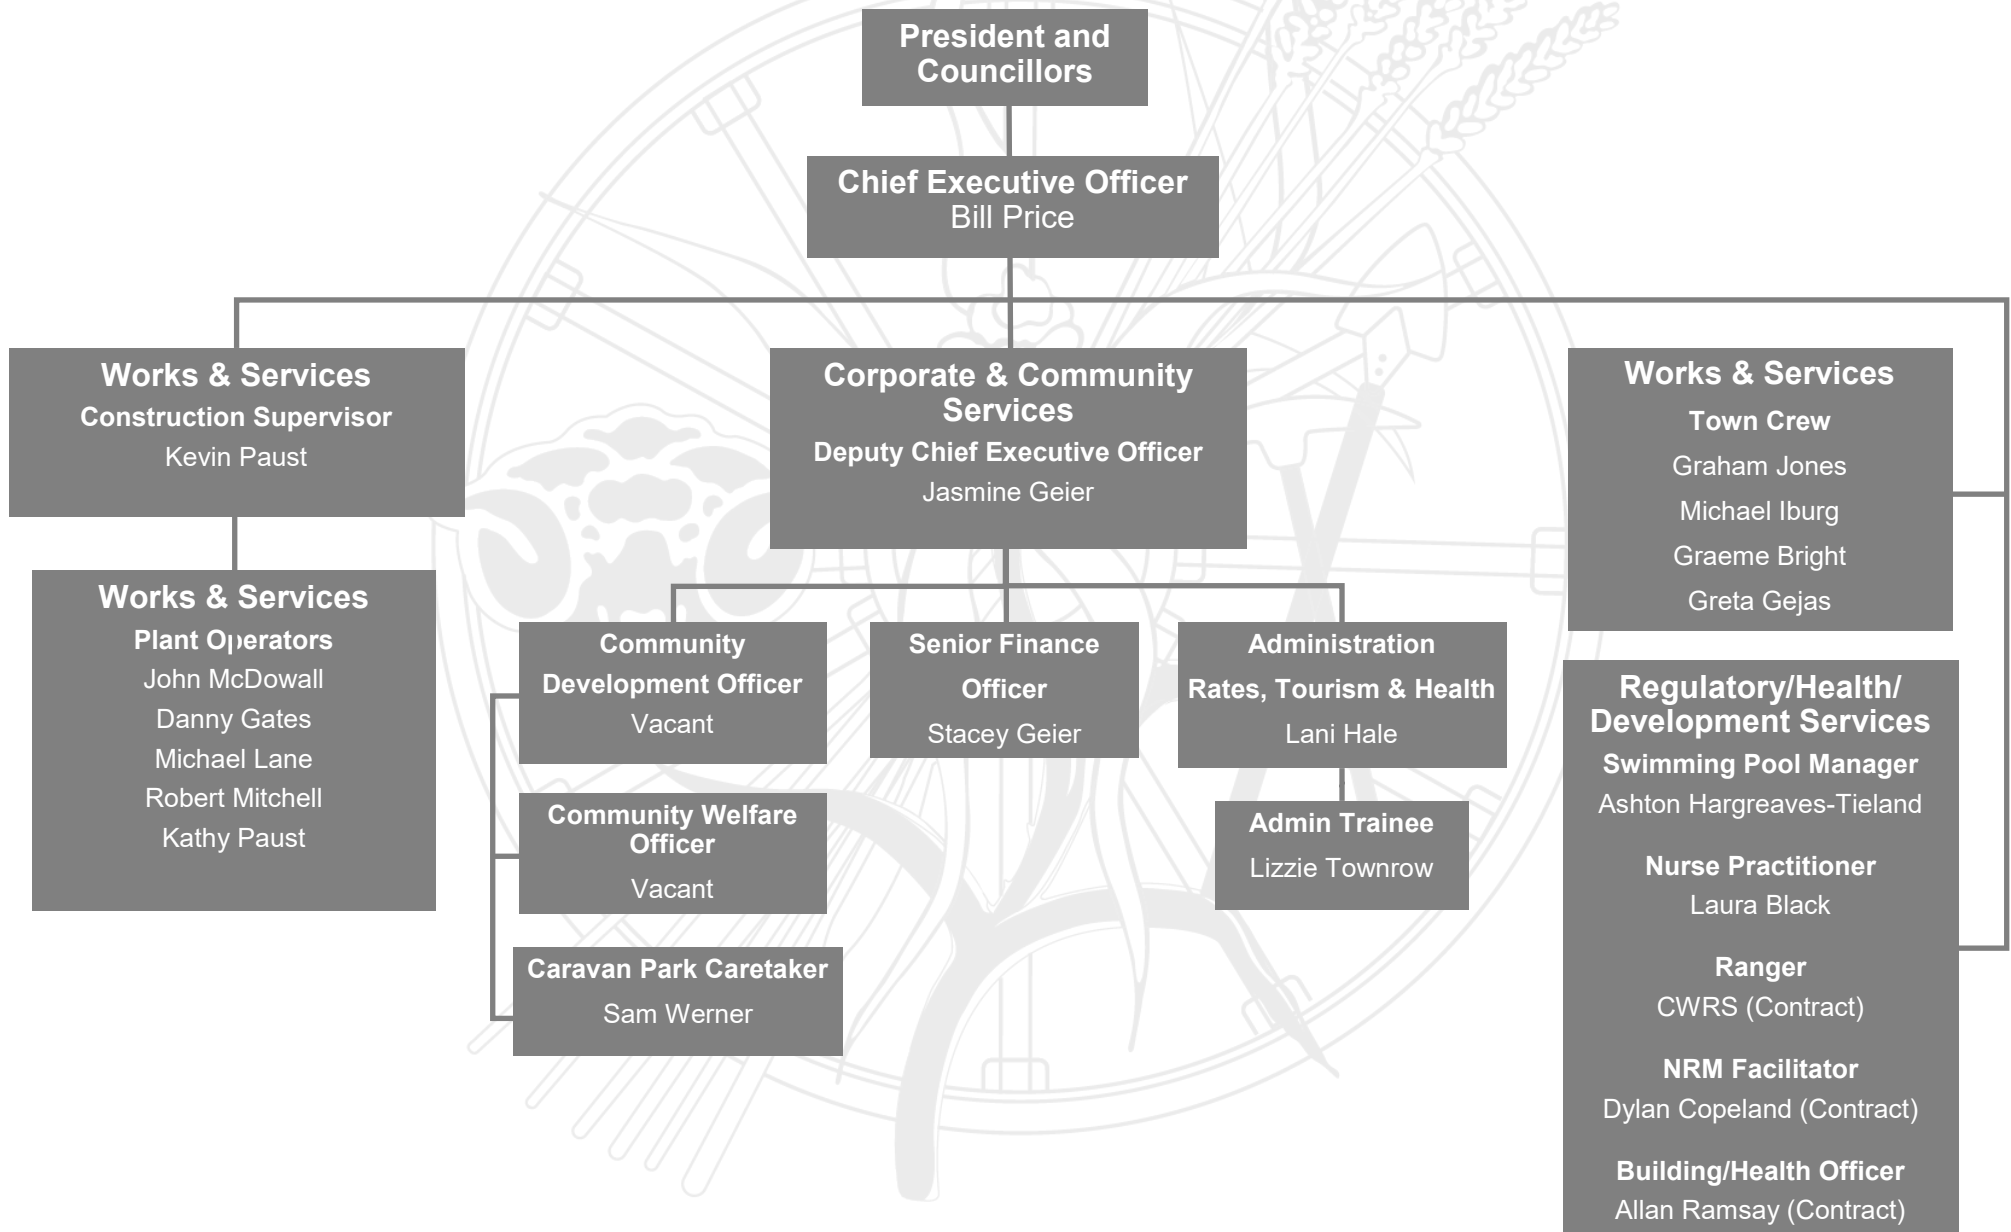 President and
Councillors
Chief Executive Officer
Bill Price
Works & Services
Construction Supervisor
Kevin Paust
Works & Services
Plant Operators
John McDowall
Danny Gates
Michael Lane
Robert Mitchell
Kathy Paust
Corporate & Community
Services
Deputy Chief Executive Officer
Jasmine Geier
Community
Development Officer
Vacant
Community Welfare
Officer
Vacant
Caravan Park Caretaker
Sam Werner
Senior Finance
Officer
Stacey Geier
Administration
Rates, Tourism & Health
Lani Hale
Admin Trainee
Lizzie Townrow
Works & Services
Town Crew
Graham Jones
Michael Iburg
Graeme Bright
Greta Gejas
Regulatory/Health/
Development Services
Swimming Pool Manager
Ashton Hargreaves-Tieland
Nurse Practitioner
Laura Black
Ranger
CWRS (Contract)
NRM Facilitator
Dylan Copeland (Contract)
Building/Health Officer
Allan Ramsay (Contract)